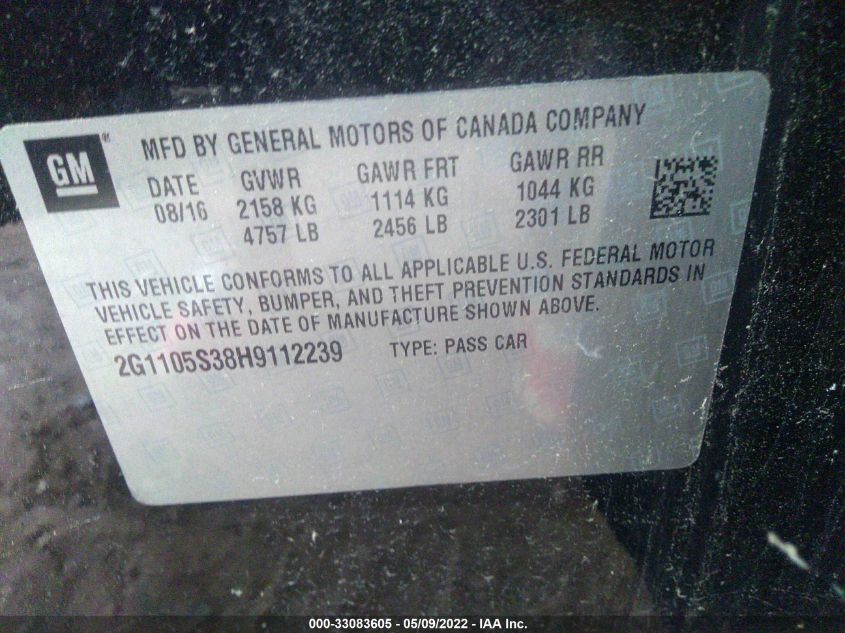 GM ®
MFD BY GENERAL MOTORS OF CANADA COMPANY
DATE GVWR GAWR FRT GAWR RR
08/16 2158 KG 1114 KG 1044 KG
4757 LB 2456 LB 2301 LB
THIS VEHICLE CONFORMS TO ALL APPLICABLE U.S. FEDERAL MOTOR
VEHICLE SAFETY, BUMPER, AND THEFT PREVENTION STANDARDS IN
EFFECT ON THE DATE OF MANUFACTURE SHOWN ABOVE.
2G1105S38H9112239 TYPE: PASS CAR
000-33083605 - 05/09/2022 - IAA Inc.